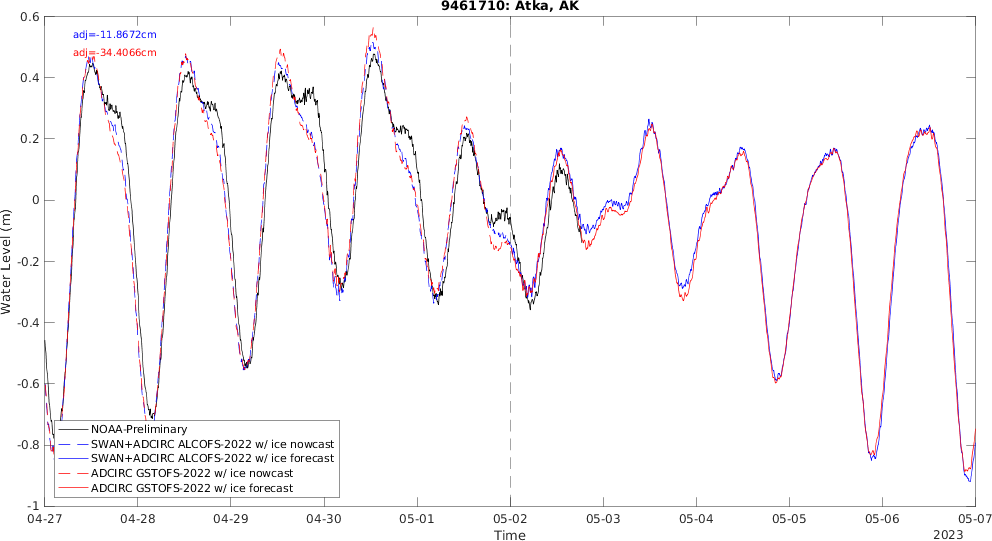 9461710: Atka, AK
adj=-11.8672cm
adj=-34.4066cm
0.6
0.4
0.2
0
-0.2
-0.4
-0.6
-0.8
-1
Water Level (m)
NOAA-Preliminary
SWAN+ADCIRC ALCOFS-2022 w/ ice nowcast
SWAN+ADCIRC ALCOFS-2022 w/ ice forecast
ADCIRC GSTOFS-2022 w/ ice nowcast
ADCIRC GSTOFS-2022 w/ ice forecast
04-27 04-28 04-29 04-30 05-01 05-02 05-03 05-04 05-05 05-06 05-07
Time
2023